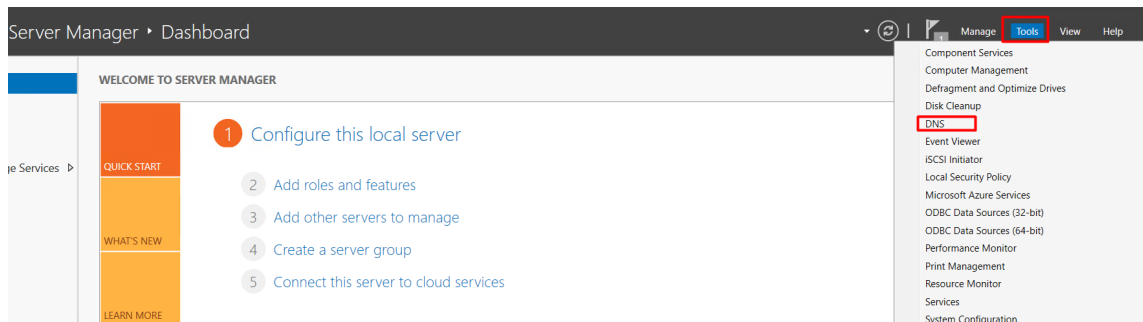 Server Manager • Dashboard
1 Manage Tools View Help
ge Services
WELCOME TO SERVER MANAGER
QUICK START
WHAT'S NEW
LEARN MORE
1 Configure this local server
2 Add roles and features
3 Add other servers to manage
4 Create a server group
5 Connect this server to cloud services
Component Services
Computer Management
Defragment and Optimize Drives
Disk Cleanup
DNS
Event Viewer
iSCSI Initiator
Local Security Policy
Microsoft Azure Services
ODBC Data Sources (32-bit)
ODBC Data Sources (64-bit)
Performance Monitor
Print Management
Resource Monitor
Services
System Configuration